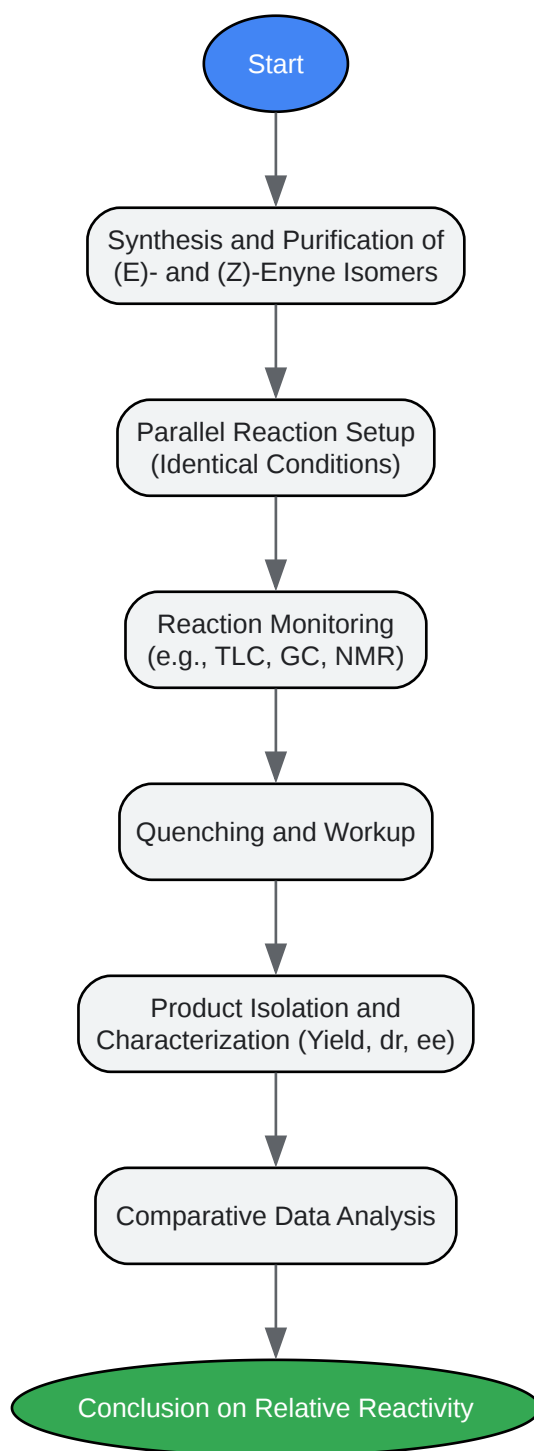 Start
Synthesis and Purification of
(E)- and (Z)-Enyne Isomers
Parallel Reaction Setup
(Identical Conditions)
Reaction Monitoring
(e.g., TLC, GC, NMR)
Quenching and Workup
Product Isolation and
Characterization (Yield, dr, ee)
Comparative Data Analysis
Conclusion on Relative Reactivity